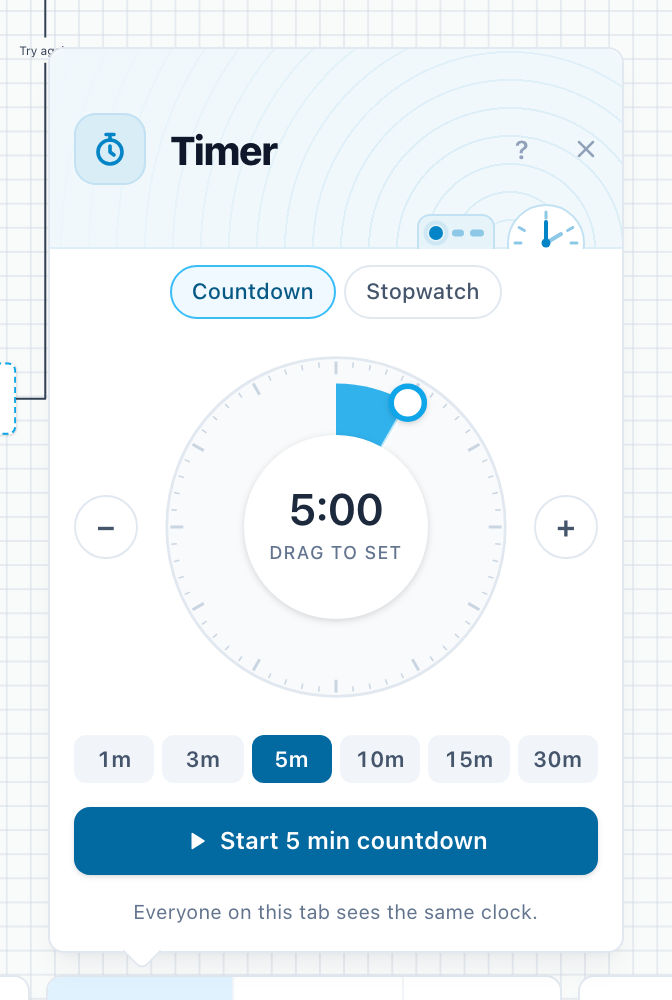 Try
Timer
?
Countdown
Stopwatch
5:00
DRAG TO SET
−
+
1m
3m
5m
10m
15m
30m
Start 5 min countdown
Everyone on this tab sees the same clock.